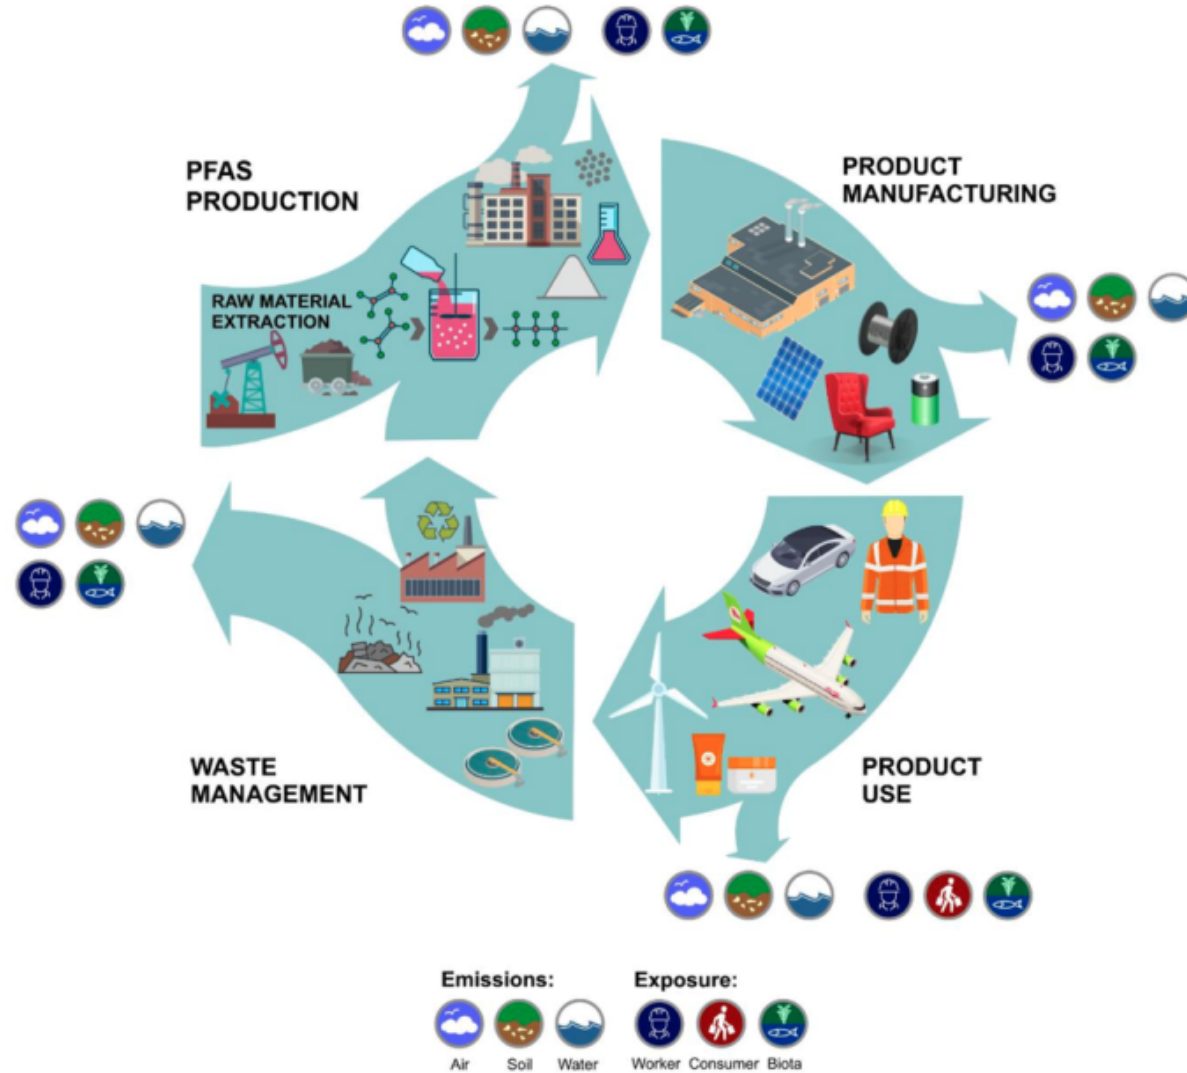 PFAS
PRODUCTION
PRODUCT
MANUFACTURING
RAW MATERIAL
EXTRACTION
WASTE
MANAGEMENT
PRODUCT
USE
Emissions:
Exposure:
Air
Soil
Water
Worker
Consumer
Biota